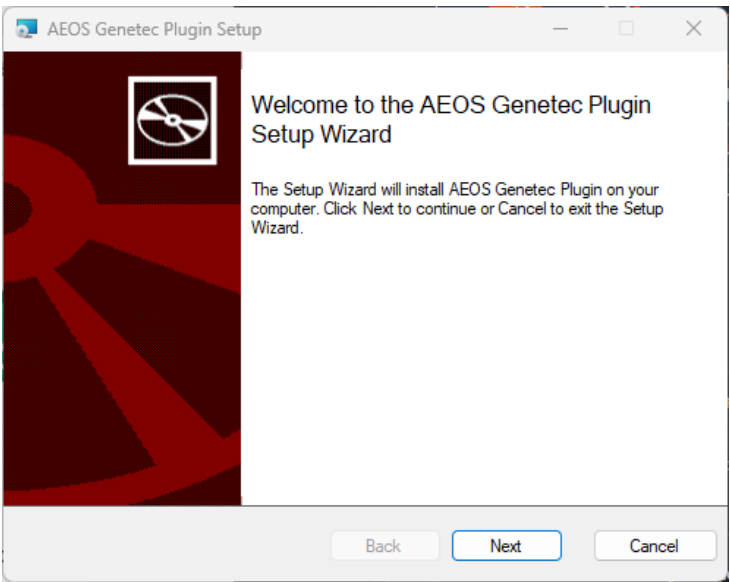 AEOS Genetec Plugin Setup
Welcome to the AEOS Genetec Plugin
Setup Wizard
The Setup Wizard will install AEOS Genetec Plugin on your
computer. Click Next to continue or Cancel to exit the Setup
Wizard.
Back
Next
Cancel